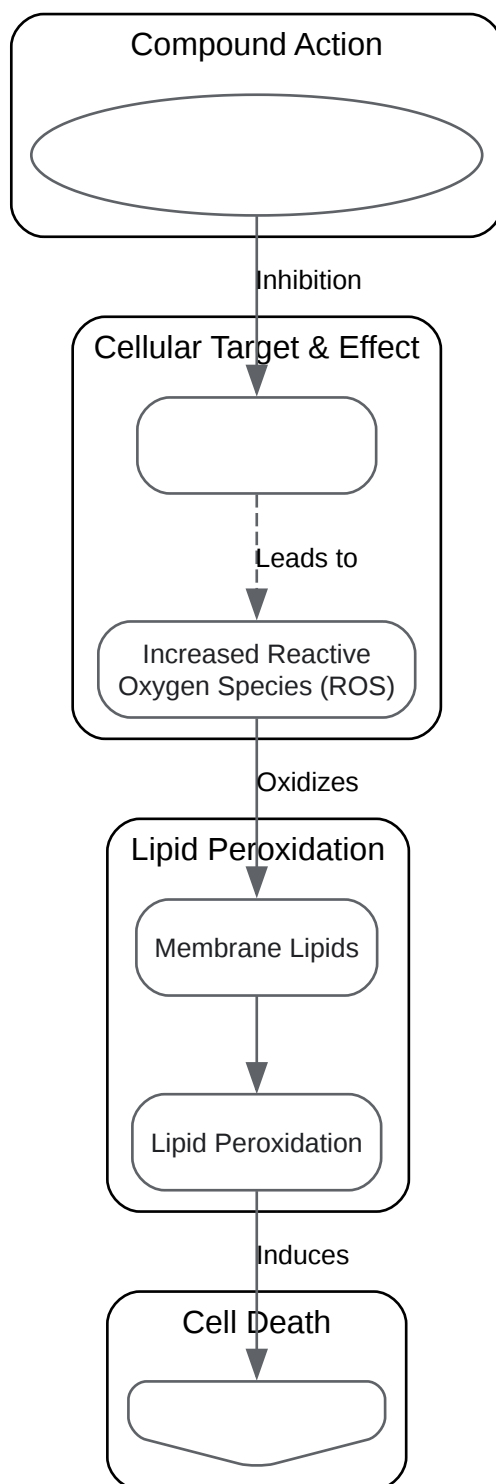 Compound Action
Inhibition
Cellular Target & Effect
Leads to
Increased Reactive
Oxygen Species (ROS)
Oxidizes
Lipid Peroxidation
Membrane Lipids
Lipid Peroxidation
Induces
Cell Death